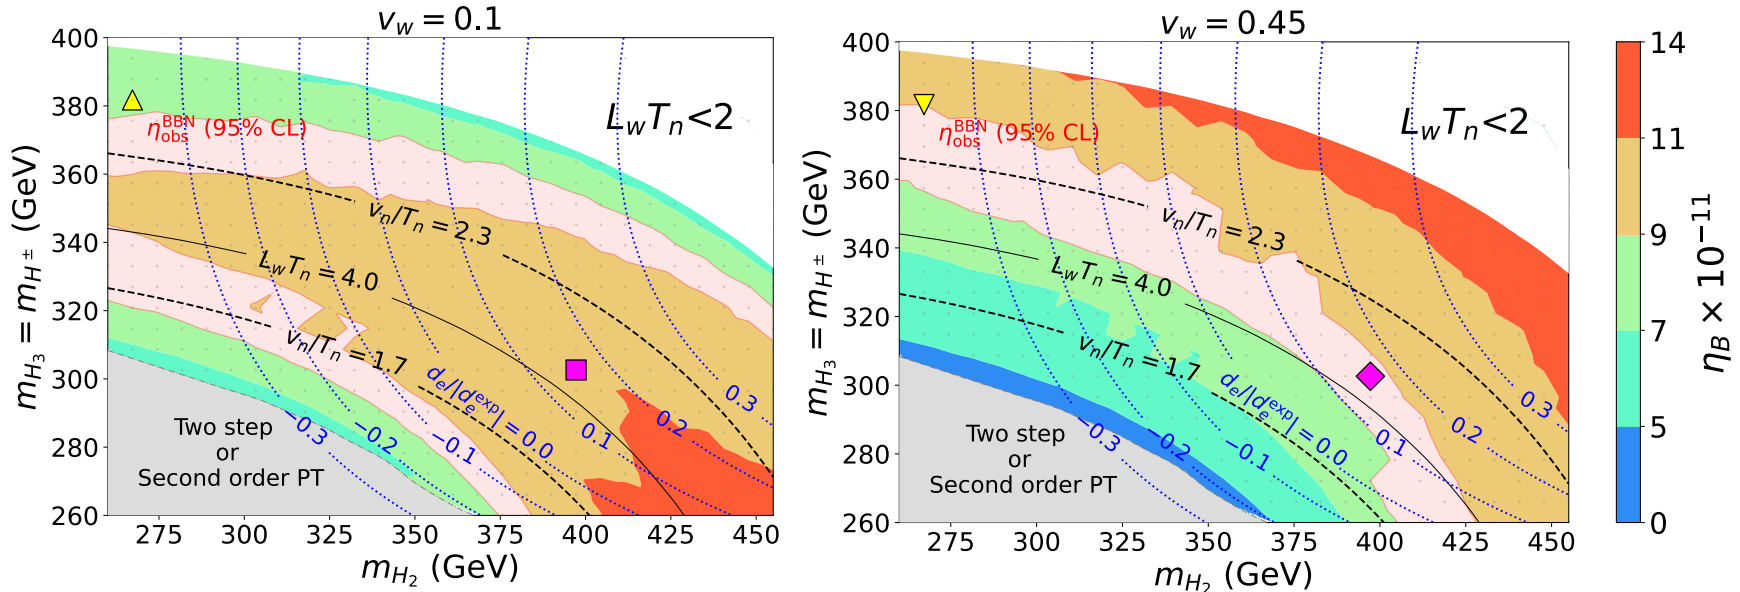 v_w = 0.1
400
380
360
340
320
300
280
260
m_{H_3} = m_{H^±} (GeV)
L_wT_n<2
η_{obs}^{BBN} (95% CL)
v_n/T_n = 2.3
L_wT_n = 4.0
v_n/T_n = 1.7
d_e/|d_e^{exp}| = 0.0
−0.3
−0.2
−0.1
0.1
0.2
0.3
Two step
or
Second order PT
275
300
325
350
375
400
425
450
m_{H_2} (GeV)
v_w = 0.45
400
380
360
340
320
300
280
260
m_{H_3} = m_{H^±} (GeV)
L_wT_n<2
η_{obs}^{BBN} (95% CL)
v_n/T_n = 2.3
L_wT_n = 4.0
v_n/T_n = 1.7
d_e/|d_e^{exp}| = 0.0
−0.3
−0.2
−0.1
0.1
0.2
0.3
Two step
or
Second order PT
275
300
325
350
375
400
425
450
m_{H_2} (GeV)
14
11
9
7
5
0
η_B × 10^{−11}